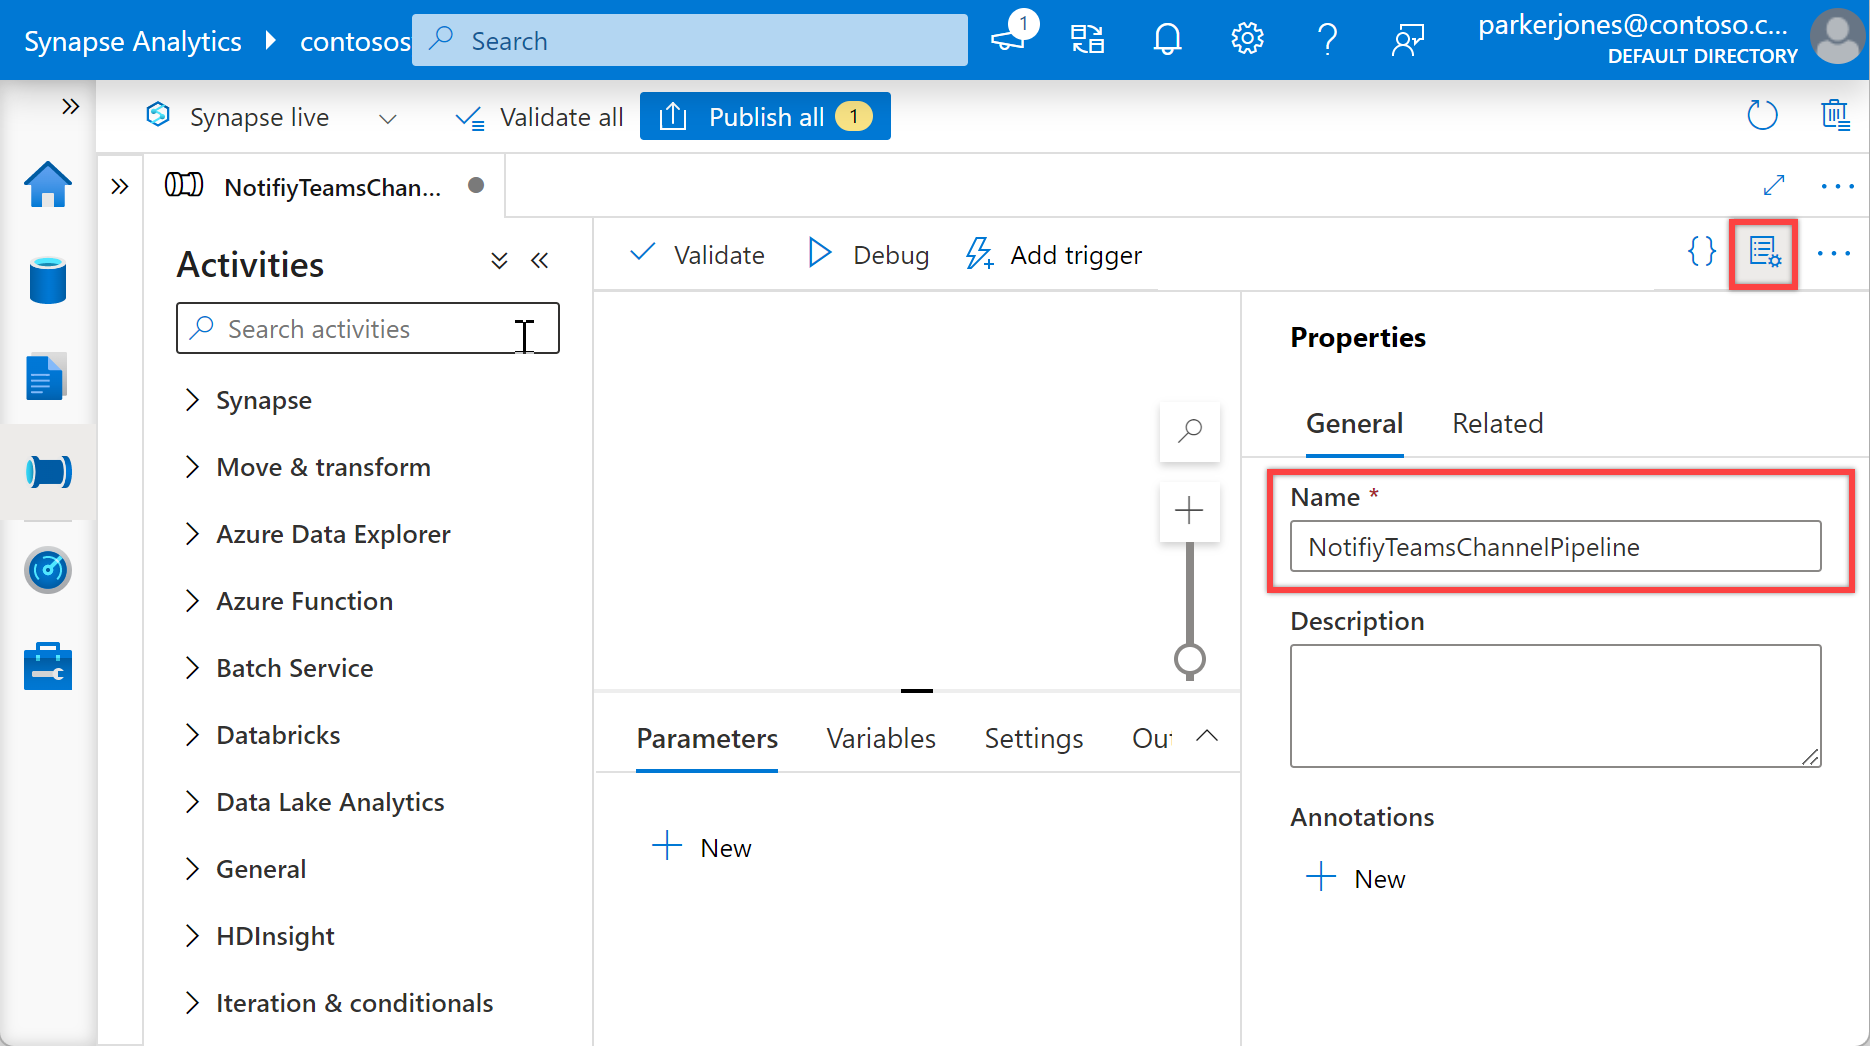 Synapse Analytics
contosos
Search
1
parkerjones@contoso.c...
DEFAULT DIRECTORY
Synapse live
Validate all
Publish all
1
NotifiyTeamsChan...
Activities
Validate
Debug
Add trigger
{}
Search activities
Synapse
Move & transform
Azure Data Explorer
Azure Function
Batch Service
Databricks
Data Lake Analytics
General
HDInsight
Iteration & conditionals
Parameters
Variables
Settings
Ou
New
Properties
General
Related
Name *
NotifiyTeamsChannelPipeline
Description
Annotations
New